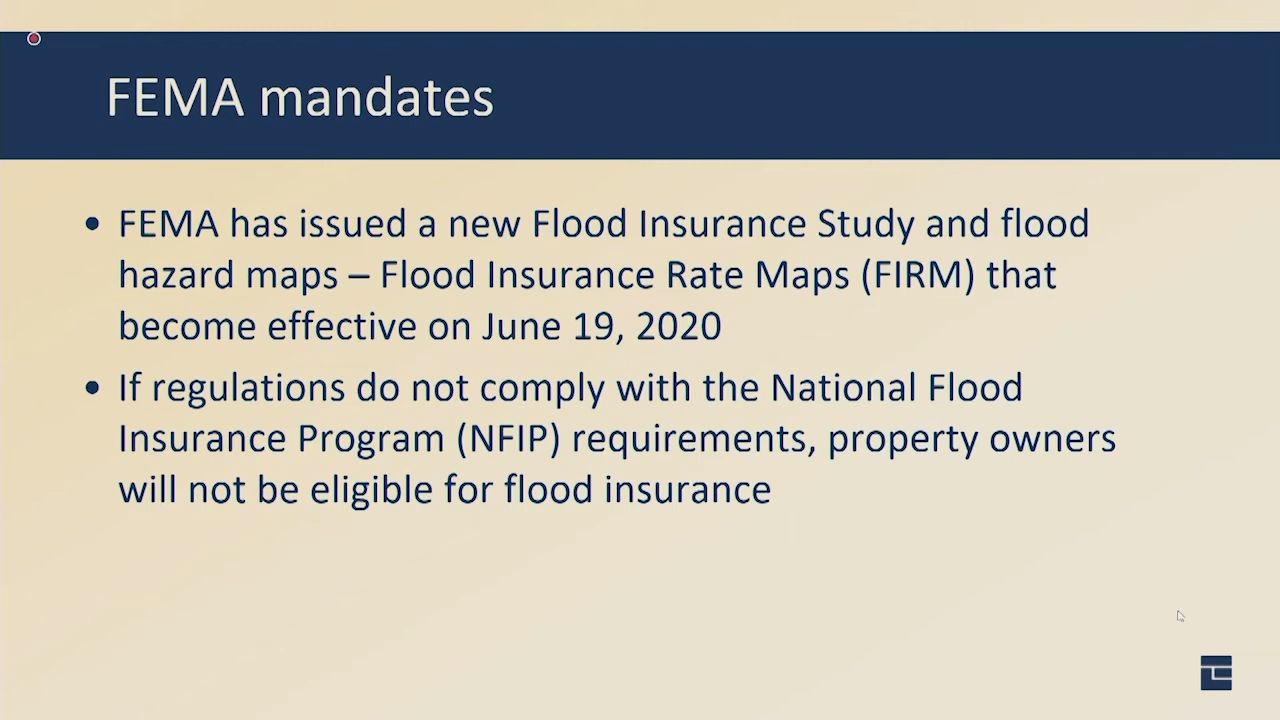 FEMA mandates
• FEMA has issued a new Flood Insurance Study and flood
hazard maps – Flood Insurance Rate Maps (FIRM) that
become effective on June 19, 2020
• If regulations do not comply with the National Flood
Insurance Program (NFIP) requirements, property owners
will not be eligible for flood insurance